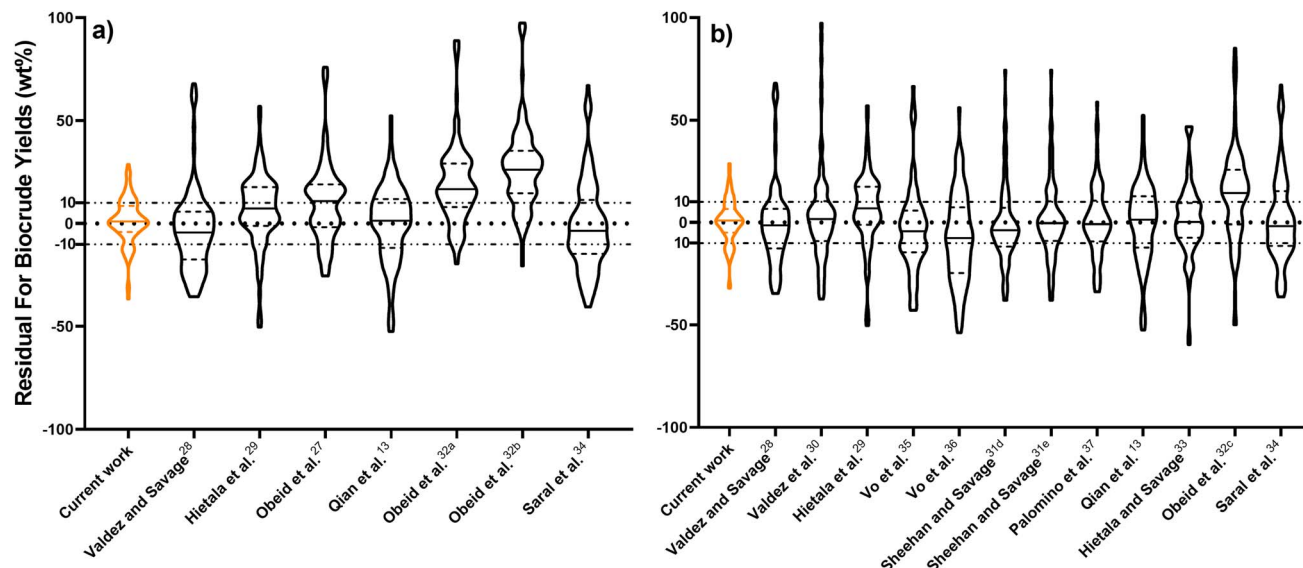 a)
Residual For Biocrude Yields (wt%)
100
50
10
0
-10
-50
-100
Current work
Valdez and Savage28
Hietala et al.29
Obeid et al.27
Qian et al.13
Obeid et al.32a
Obeid et al.32b
Saral et al.34
b)
100
50
10
0
10
-50
-100
Current work
Valdez and Savage28
Valdez et al.30
Hietala et al.29
Vo et al.35
Vo et al.36
Sheehan and Savage31d
Sheehan and Savage31e
Palomino et al.37
Qian et al.13
Hietala and Savage33
Obeid et al.32c
Saral et al.34